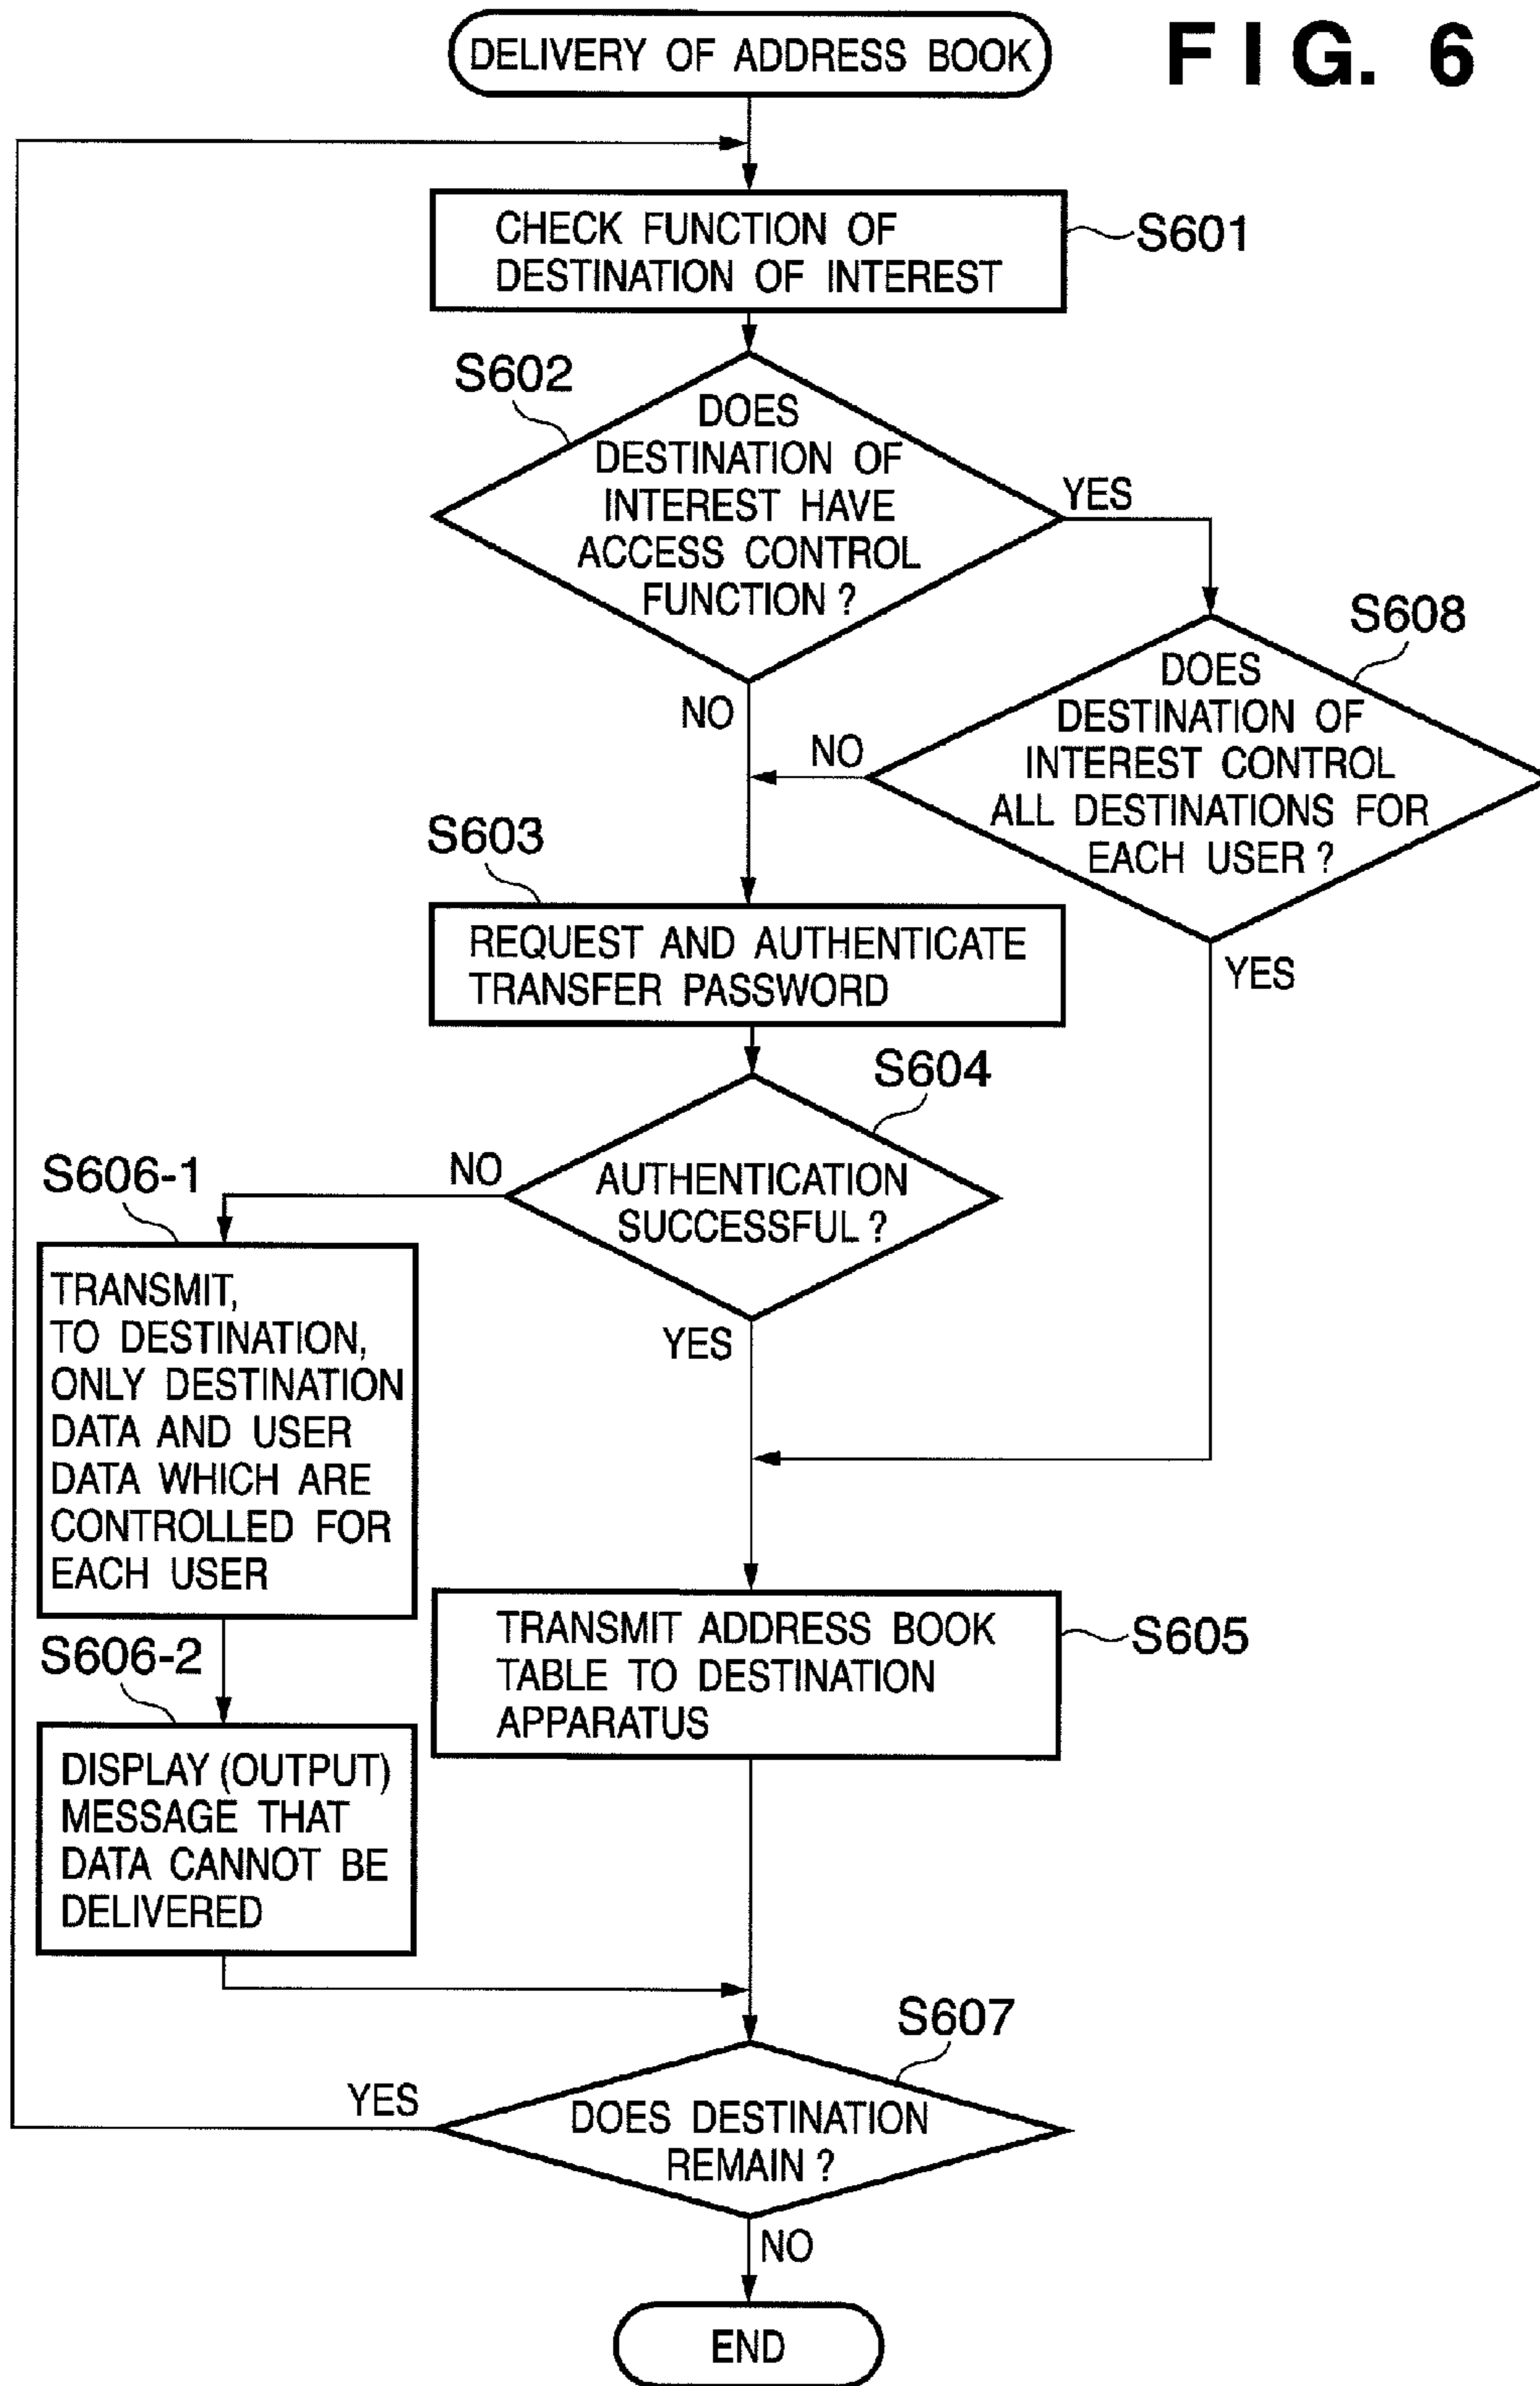 DELIVERY OF ADDRESS BOOK
FIG. 6
CHECK FUNCTION OF
DESTINATION OF INTEREST
S601
S602
DOES
DESTINATION OF
INTEREST HAVE
ACCESS CONTROL
FUNCTION ?
YES
NO
S608
DOES
DESTINATION OF
INTEREST CONTROL
ALL DESTINATIONS FOR
EACH USER ?
NO
YES
S603
REQUEST AND AUTHENTICATE
TRANSFER PASSWORD
S604
AUTHENTICATION
SUCCESSFUL ?
NO
YES
S606-1
TRANSMIT,
TO DESTINATION,
ONLY DESTINATION
DATA AND USER
DATA WHICH ARE
CONTROLLED FOR
EACH USER
S606-2
DISPLAY (OUTPUT)
MESSAGE THAT
DATA CANNOT BE
DELIVERED
TRANSMIT ADDRESS BOOK
TABLE TO DESTINATION
APPARATUS
S605
S607
DOES DESTINATION
REMAIN ?
YES
NO
END